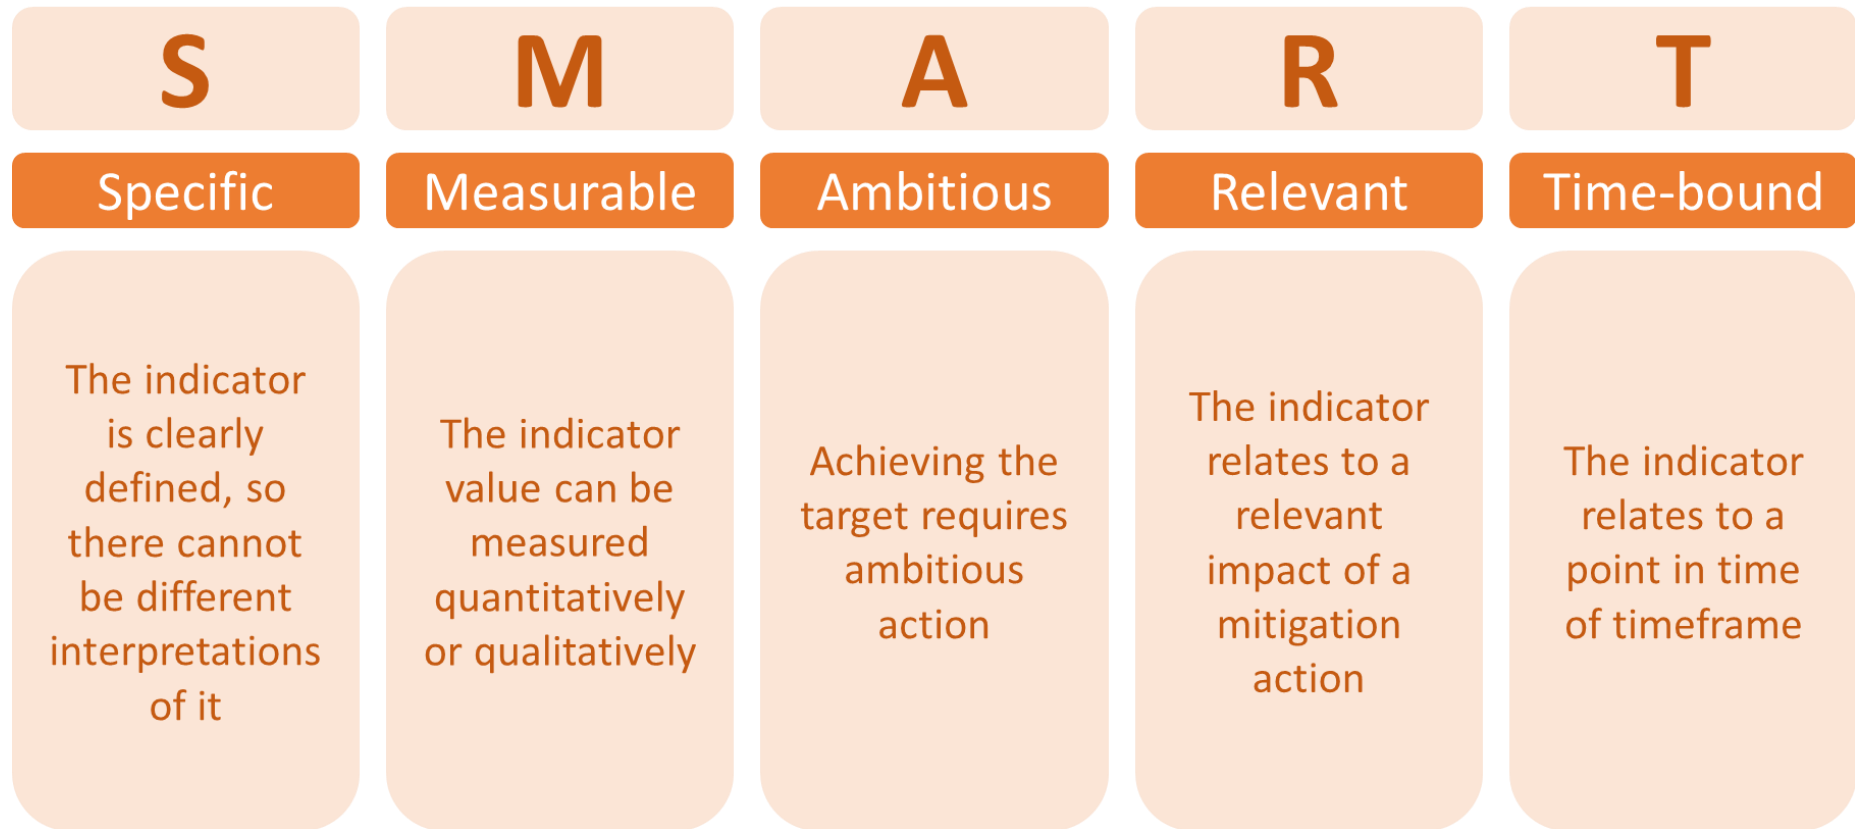 S
Specific
The indicator
is clearly
defined, so
there cannot
be different
interpretations
of it
M
Measurable
The indicator
value can be
measured
quantitatively
or qualitatively
A
Ambitious
Achieving the
target requires
ambitious
action
R
Relevant
The indicator
relates to a
relevant
impact of a
mitigation
action
T
Time-bound
The indicator
relates to a
point in time
of timeframe